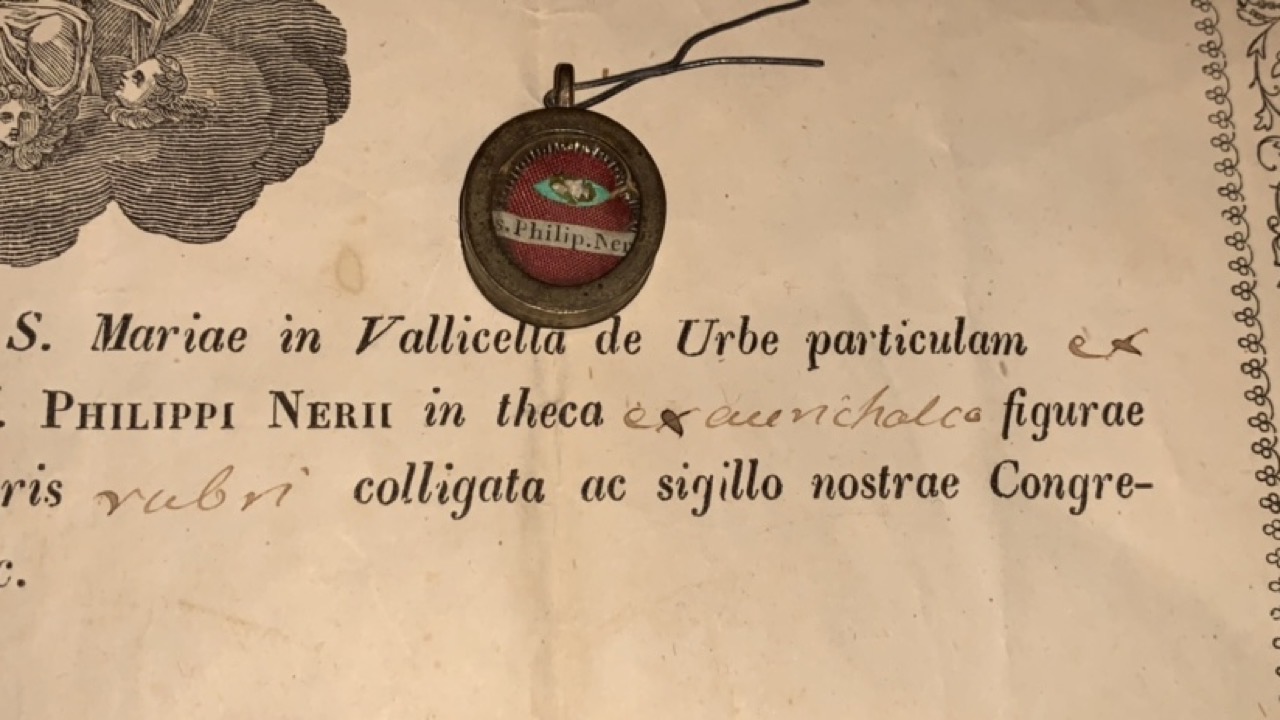 s. Philip. Ner
S. Mariae in Vallicella de Urbe particulam ex
. PHILIPPI NERII in theca ex aurichalco figurae
ris rubri colligata ac sigillo nostrae Congre-
c.